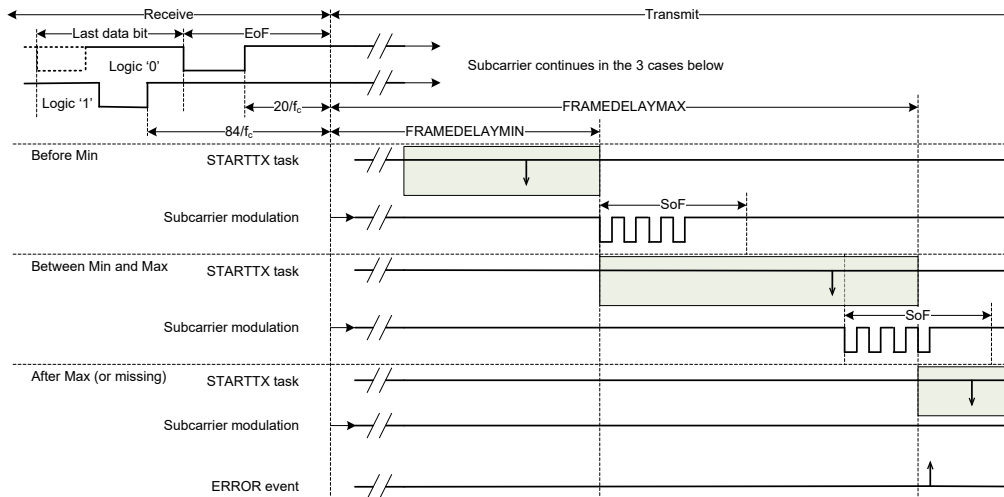 Receive
Transmit
Last data bit
EoF
Logic ‘0’
Subcarrier continues in the 3 cases below
Logic ‘1’
20/fc
FRAMEDELAYMAX
84/fc
FRAMEDELAYMIN
Before Min
STARTTX task
SoF
Subcarrier modulation
Between Min and Max
STARTTX task
SoF
Subcarrier modulation
After Max (or missing)
STARTTX task
Subcarrier modulation
ERROR event